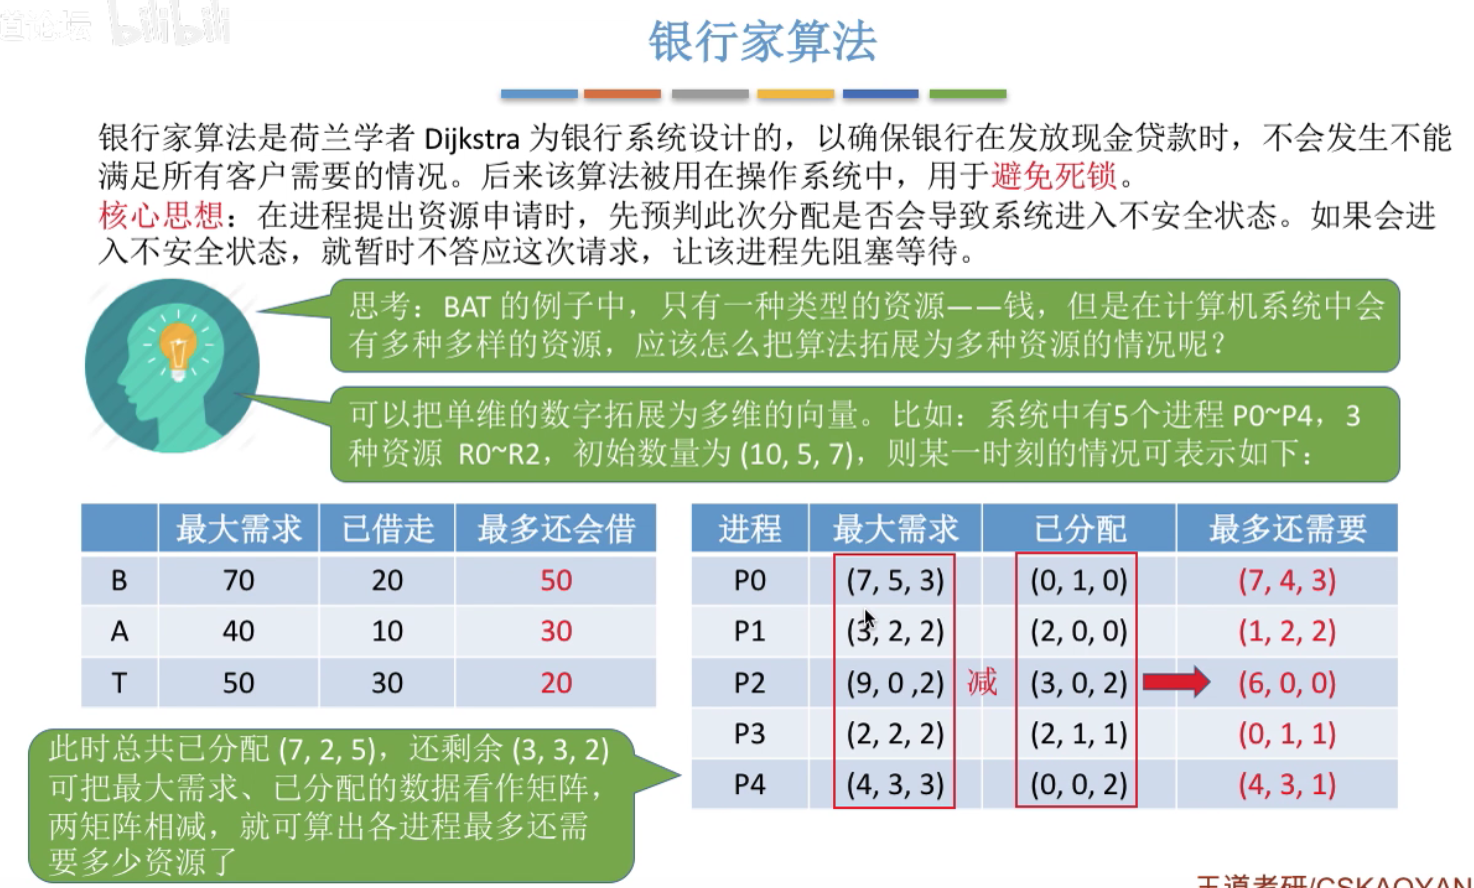 bilibili
银行家算法
银行家算法是荷兰学者 Dijkstra 为银行系统设计的，以确保银行在发放现金贷款时，不会发生不能
满足所有客户需要的情况。后来该算法被用在操作系统中，用于避免死锁。
核心思想：在进程提出资源申请时，先预判此次分配是否会导致系统进入不安全状态。如果会进
入不安全状态，就暂时不答应这次请求，让该进程先阻塞等待。
思考：BAT 的例子中，只有一种类型的资源——钱，但是在计算机系统中会
有多种多样的资源，应该怎么把算法拓展为多种资源的情况呢？
可以把单维的数字拓展为多维的向量。比如：系统中有5个进程 P0~P4，3
种资源 R0~R2，初始数量为 (10, 5, 7)，则某一时刻的情况可表示如下：
最大需求 已借走 最多还会借
B 70 20 50
A 40 10 30
T 50 30 20
进程 最大需求 已分配 最多还需要
P0 (7, 5, 3) (0, 1, 0) (7, 4, 3)
P1 (3, 2, 2) (2, 0, 0) (1, 2, 2)
P2 (9, 0 ,2) 减 (3, 0, 2) (6, 0, 0)
P3 (2, 2, 2) (2, 1, 1) (0, 1, 1)
P4 (4, 3, 3) (0, 0, 2) (4, 3, 1)
此时总共已分配 (7, 2, 5)，还剩余 (3, 3, 2)
可把最大需求、已分配的数据看作矩阵，
两矩阵相减，就可算出各进程最多还需
要多少资源了
王道考研/CSKAOYAN